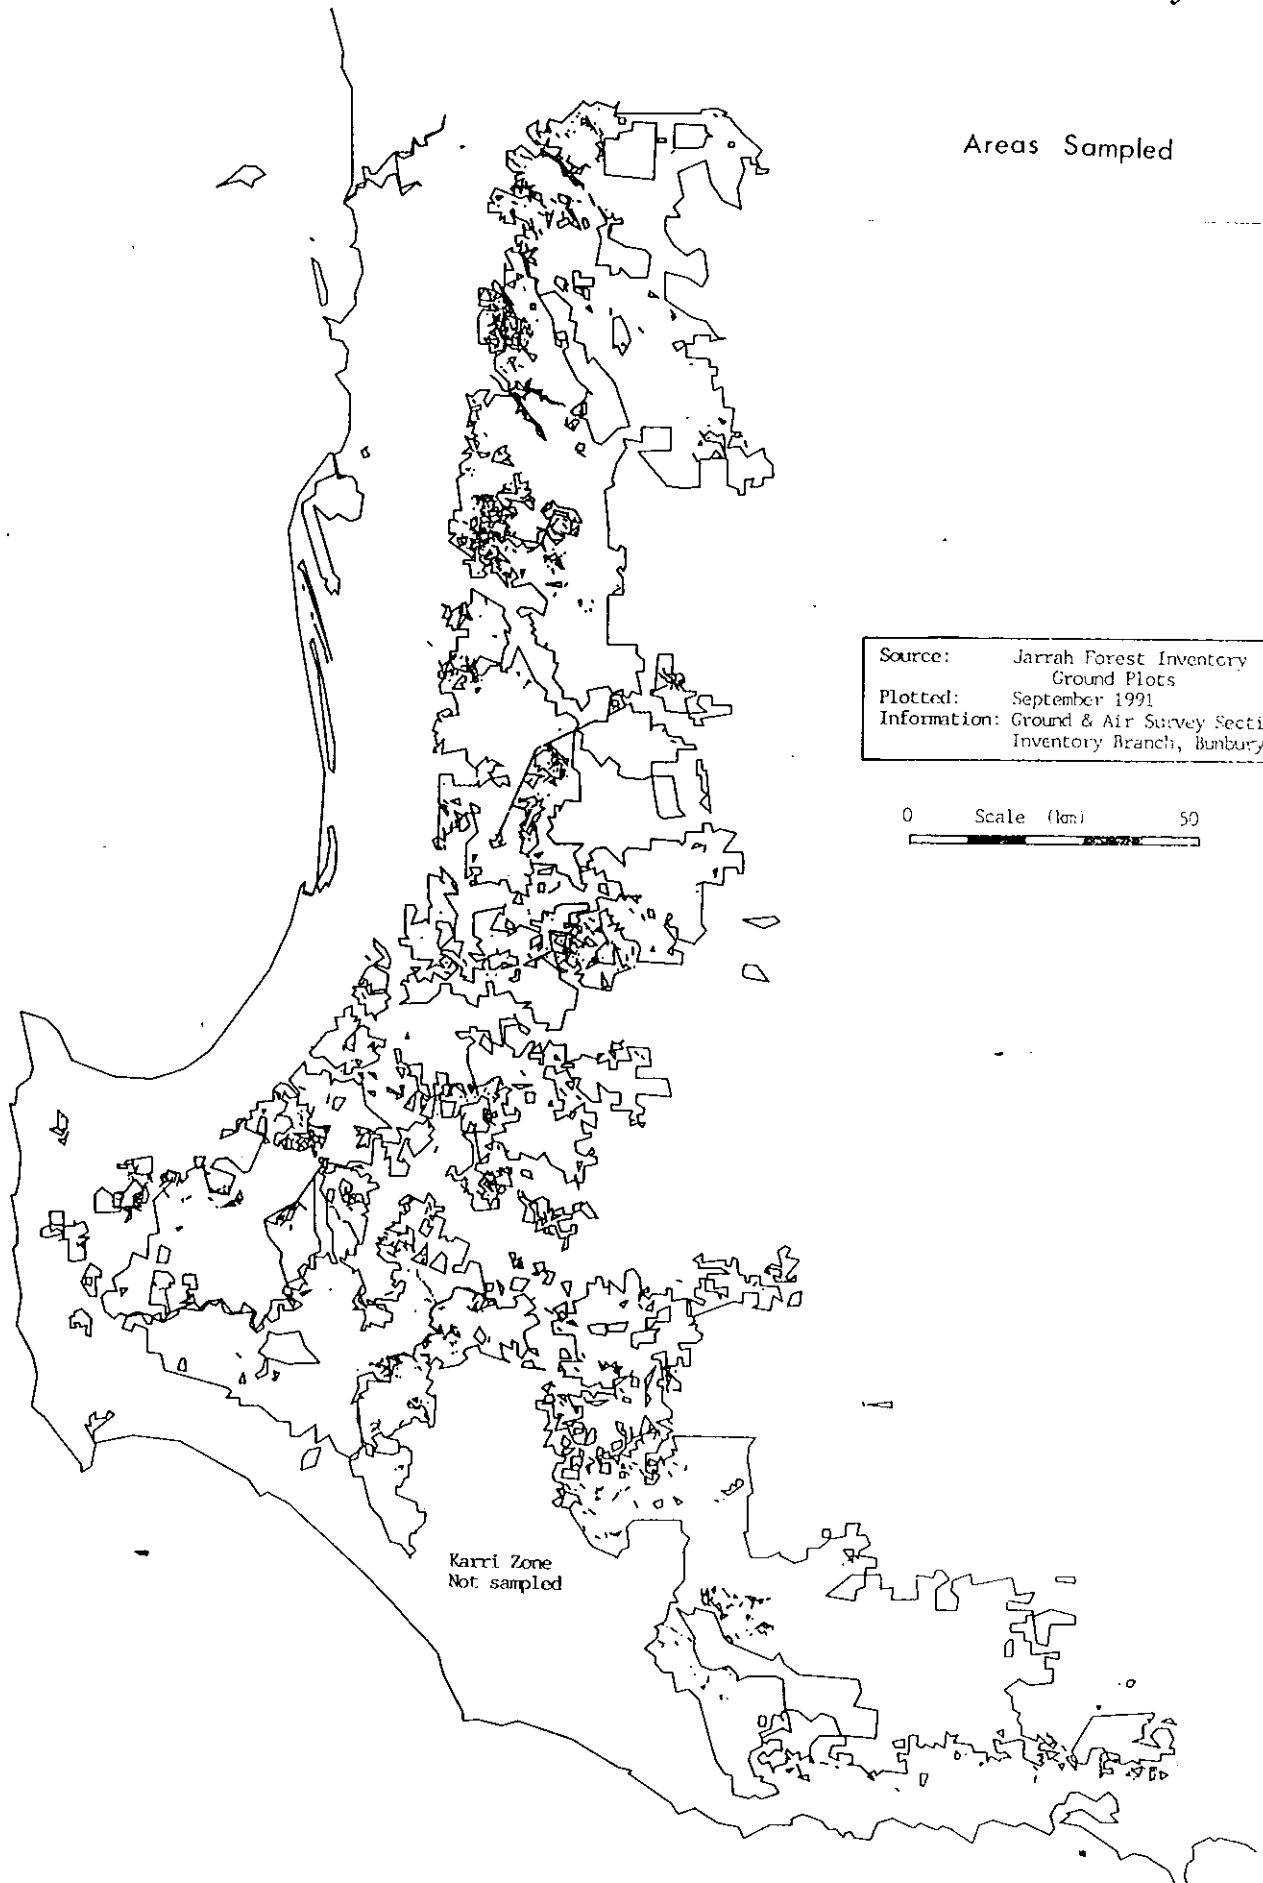 Areas Sampled
Source: Jarrah Forest Inventory
Ground Plots
Plotted: September 1991
Information: Ground & Air Survey Secti
Inventory Branch, Bunbury
0 Scale (km) 50
Karri Zone
Not sampled